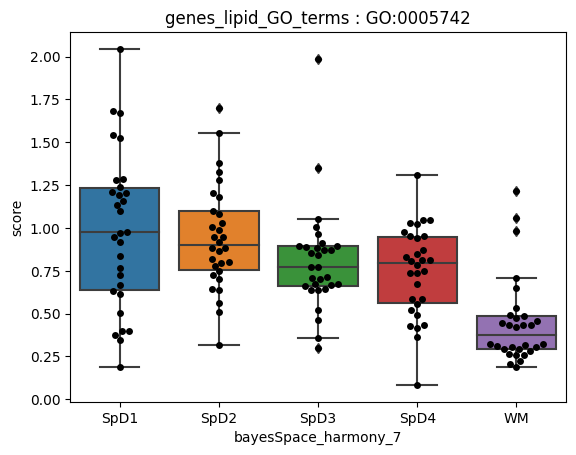 genes_lipid_GO_terms : GO:0005742
2.00
1.75
1.50
1.25
1.00
0.75
0.50
0.25
0.00
score
SpD1 SpD2 SpD3 SpD4 WM
bayesSpace_harmony_7